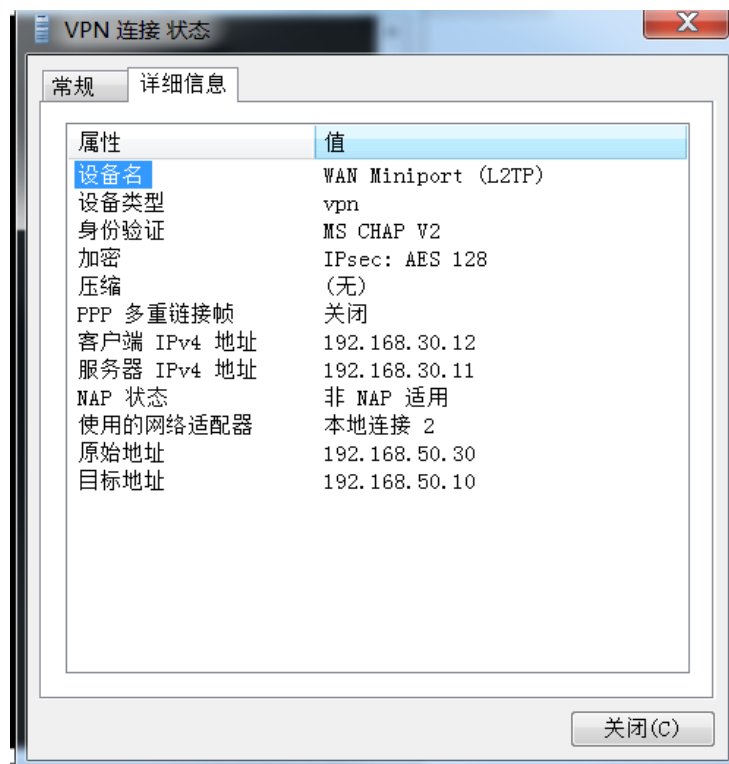 VPN 连接 状态
常规 详细信息
属性 值
设备名 WAN Miniport (L2TP)
设备类型 vpn
身份验证 MS CHAP V2
加密 IPsec: AES 128
压缩 (无)
PPP 多重链接帧 关闭
客户端 IPv4 地址 192.168.30.12
服务器 IPv4 地址 192.168.30.11
NAP 状态 非 NAP 适用
使用的网络适配器 本地连接 2
原始地址 192.168.50.30
目标地址 192.168.50.10
关闭(C)